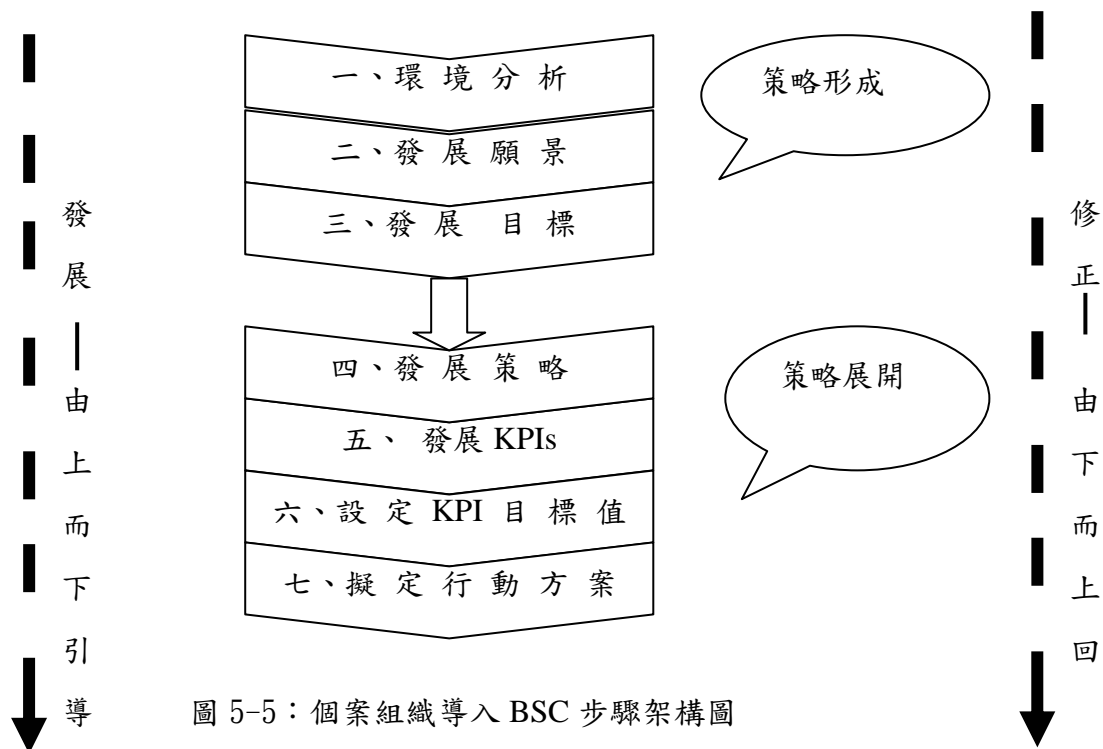 一、環 境 分 析
二、發 展 願 景
三、發 展 目 標
策略形成
四、發 展 策 略
五、 發展 KPIs
六、設 定 KPI 目 標 值
七、擬 定 行 動 方 案
策略展開
發展—由上而下引導
修正—由下而上回
圖 5-5：個案組織導入 BSC 步驟架構圖